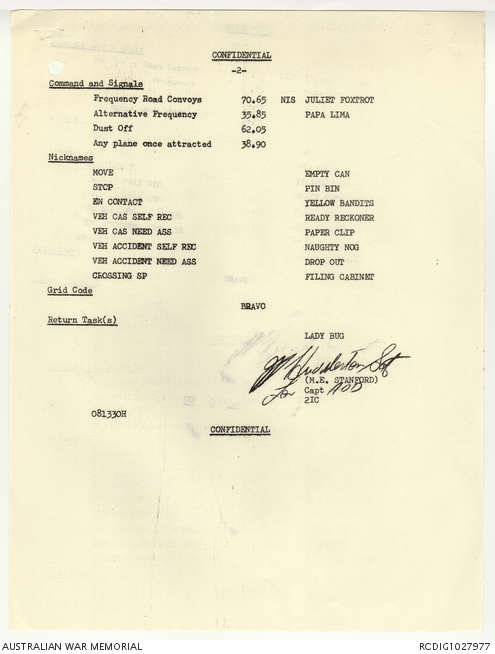 CONFIDENTIAL
-2-
Command and Signals
Frequency Road Convoys 70.65 NIS JULIET FOXTROT
Alternative Frequency 35.85 PAPA LIMA
Dust Off 62.05
Any plane once attracted 38.90
Nicknames
MOVE EMPTY CAN
STOP PIN BIN
EN CONTACT YELLOW BANDITS
VEH CAS SELF REC READY RECKONER
VEH CAS NEED ASS PAPER CLIP
VEH ACCIDENT SELF REC NAUGHTY NOG
VEH ACCIDENT NEED ASS DROP OUT
CROSSING SP FILING CABINET
Grid Code
BRAVO
Return Task(s)
LADY BUG
Sgt
(M.E. STANFORD)
for Capt
2IC
081330H
CONFIDENTIAL
AUSTRALIAN WAR MEMORIAL RCDIG1027977